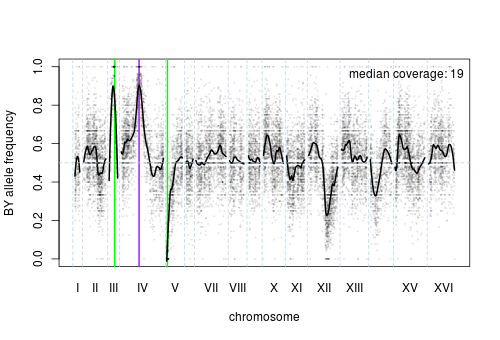 median coverage: 19
BY allele frequency
1.0
0.8
0.6
0.4
0.2
0.0
I II III IV V VII VIII X XI XII XIII XV XVI
chromosome